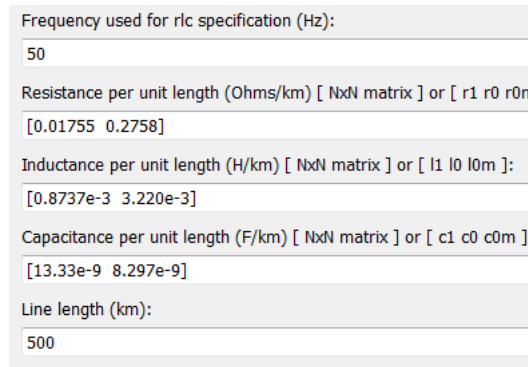 Frequency used for rlc specification (Hz):
50
Resistance per unit length (Ohms/km) [ NxN matrix ] or [ r1 r0 r0m
[0.01755 0.2758]
Inductance per unit length (H/km) [ NxN matrix ] or [ l1 l0 l0m ]:
[0.8737e-3 3.220e-3]
Capacitance per unit length (F/km) [ NxN matrix ] or [ c1 c0 c0m ]
[13.33e-9 8.297e-9]
Line length (km):
500